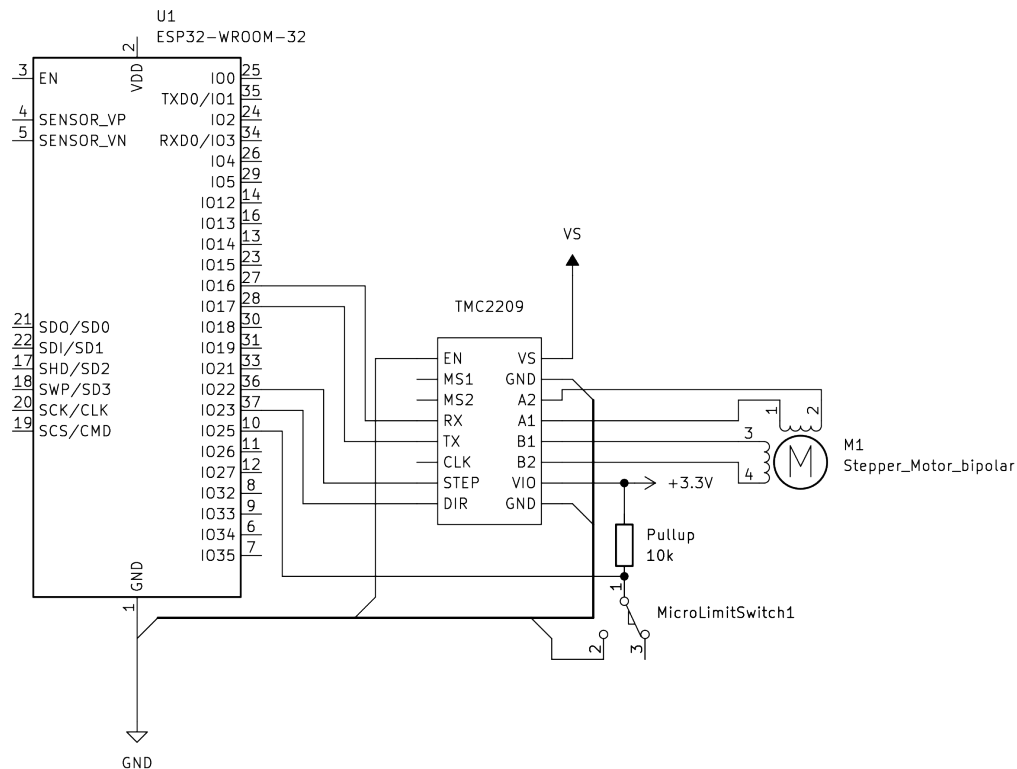 U1
ESP32-WROOM-32
2
VDD
3 EN
IO0 25
TXD0/IO1 35
4 SENSOR_VP
IO2 24
5 SENSOR_VN
RXD0/IO3 34
IO4 26
IO5 29
IO12 14
IO13 16
IO14 13
IO15 23
IO16 27
IO17 28
21 SDO/SD0
IO18 30
22 SDI/SD1
IO19 31
17 SHD/SD2
IO21 33
18 SWP/SD3
IO22 36
20 SCK/CLK
IO23 37
19 SCS/CMD
IO25 10
IO26 11
IO27 12
IO32 8
IO33 9
IO34 6
IO35 7
GND
1
GND
VS
TMC2209
EN VS
MS1 GND
MS2 A2
RX A1
TX B1
CLK B2
STEP VIO
DIR GND
1 2
3
4
M
M1
Stepper_Motor_bipolar
+3.3V
Pullup
10k
1
MicroLimitSwitch1
2 3